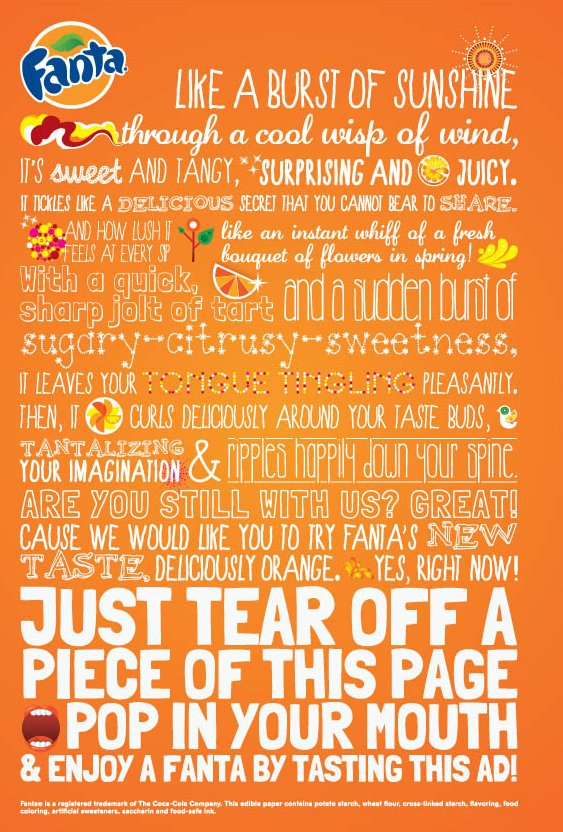 Fanta
LIKE A BURST OF SUNSHINE
through a cool wisp of wind,
IT'S sweet AND TANGY, SURPRISING AND JUICY.
IT TICKLES LIKE A DELICIOUS SECRET THAT YOU CANNOT BEAR TO SHARE.
AND HOW LUSH IT
FEELS AT EVERY SIP
like an instant whiff of a fresh
bouquet of flowers in spring!
With a quick,
sharp jolt of tart
and a sudden burst of
sugary-citrusy-sweetness,
IT LEAVES YOUR TONGUE TINGLING PLEASANTLY.
THEN, IT CURLS DELICIOUSLY AROUND YOUR TASTE BUDS,
TANTALIZING
YOUR IMAGINATION
& ripples happily down your spine.
ARE YOU STILL WITH US? GREAT!
CAUSE WE WOULD LIKE YOU TO TRY FANTA'S NEW
TASTE, DELICIOUSLY ORANGE. YES, RIGHT NOW!
JUST TEAR OFF A
PIECE OF THIS PAGE
POP IN YOUR MOUTH
& ENJOY A FANTA BY TASTING THIS AD!
Fanta® is a registered trademark of The Coca-Cola Company. This edible paper contains potato starch, wheat flour, cross-linked starch, flavoring, food
coloring, artificial sweeteners, saccharin and food-safe ink.